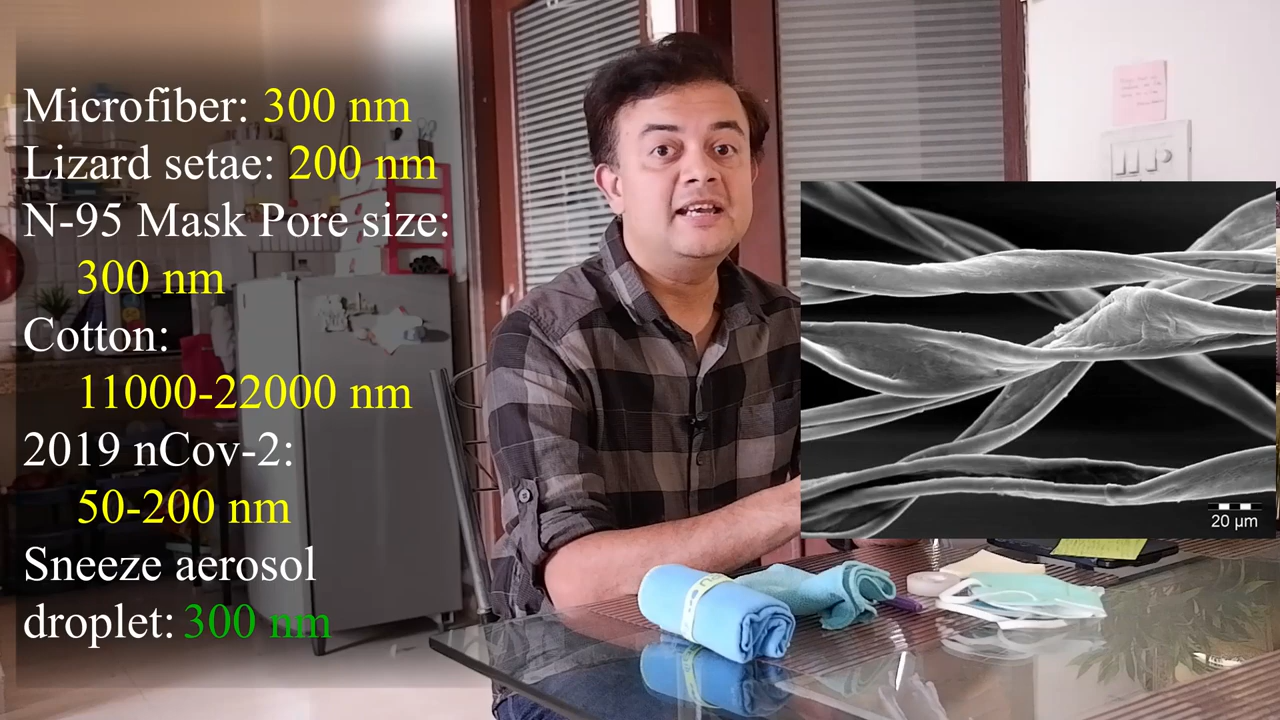 Microfiber: 300 nm
Lizard setae: 200 nm
N-95 Mask Pore size:
300 nm
Cotton:
11000-22000 nm
2019 nCov-2:
50-200 nm
Sneeze aerosol
droplet: 300 nm
20 µm